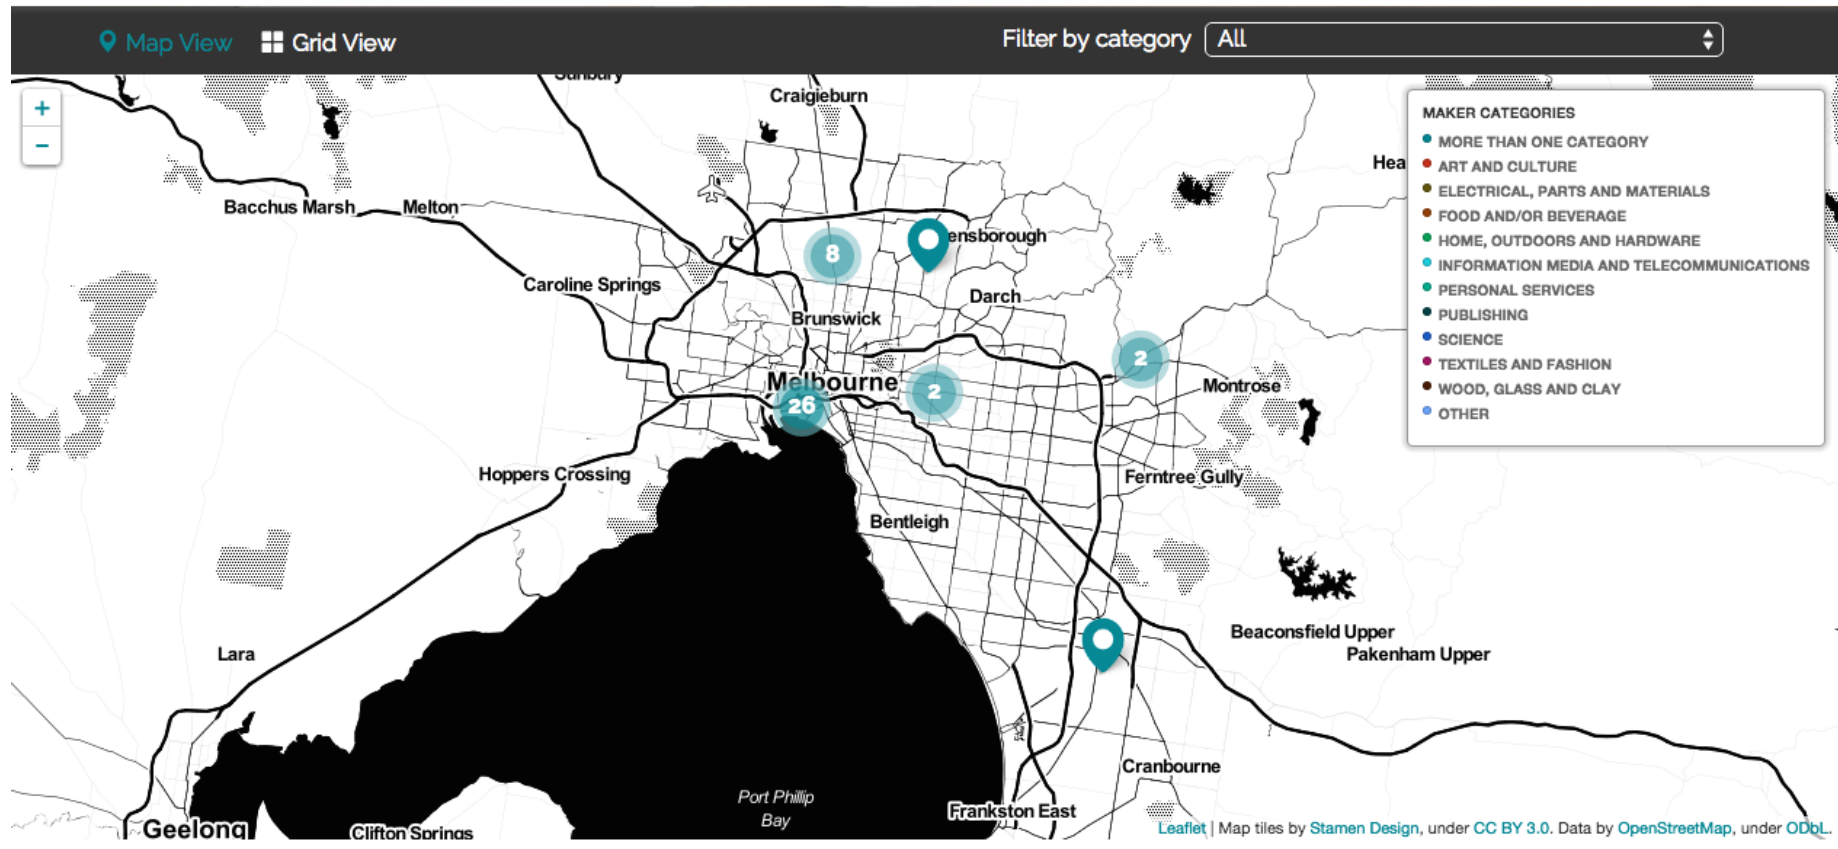 Map View Grid View Filter by category All
Sunbury
Craigieburn
+
−
MAKER CATEGORIES
MORE THAN ONE CATEGORY
ART AND CULTURE
ELECTRICAL, PARTS AND MATERIALS
FOOD AND/OR BEVERAGE
HOME, OUTDOORS AND HARDWARE
INFORMATION MEDIA AND TELECOMMUNICATIONS
PERSONAL SERVICES
PUBLISHING
SCIENCE
TEXTILES AND FASHION
WOOD, GLASS AND CLAY
OTHER
Hea
Bacchus Marsh Melton
8
ensborough
Caroline Springs
Darch
Brunswick
2
Melbourne
Montrose
2
26
Hoppers Crossing
Ferntree Gully
Bentleigh
Beaconsfield Upper
Lara
Pakenham Upper
Cranbourne
Port Phillip
Bay
Frankston East
Geelong
Clifton Springs
Leaflet | Map tiles by Stamen Design, under CC BY 3.0. Data by OpenStreetMap, under ODbL.